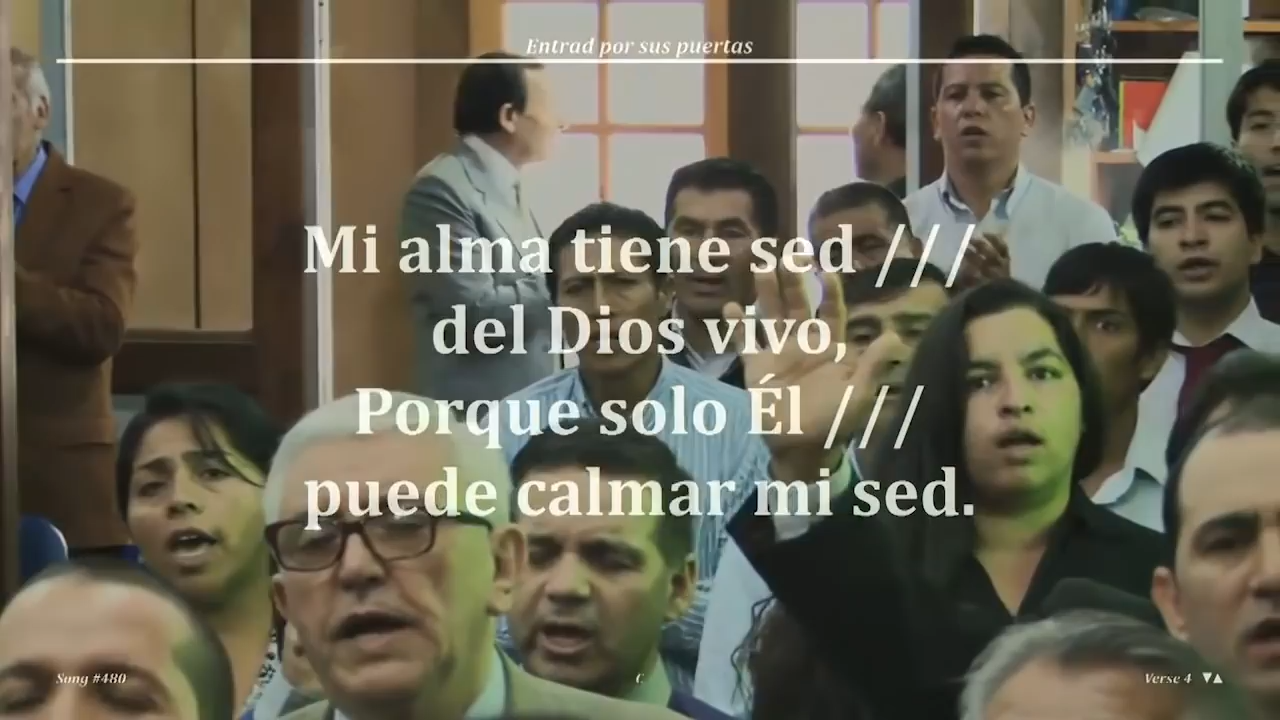 Entrad por sus puertas
Mi alma tiene sed ///
del Dios vivo,
Porque solo Él ///
puede calmar mi sed.
Song #480
C
Verse 4 ▼▲